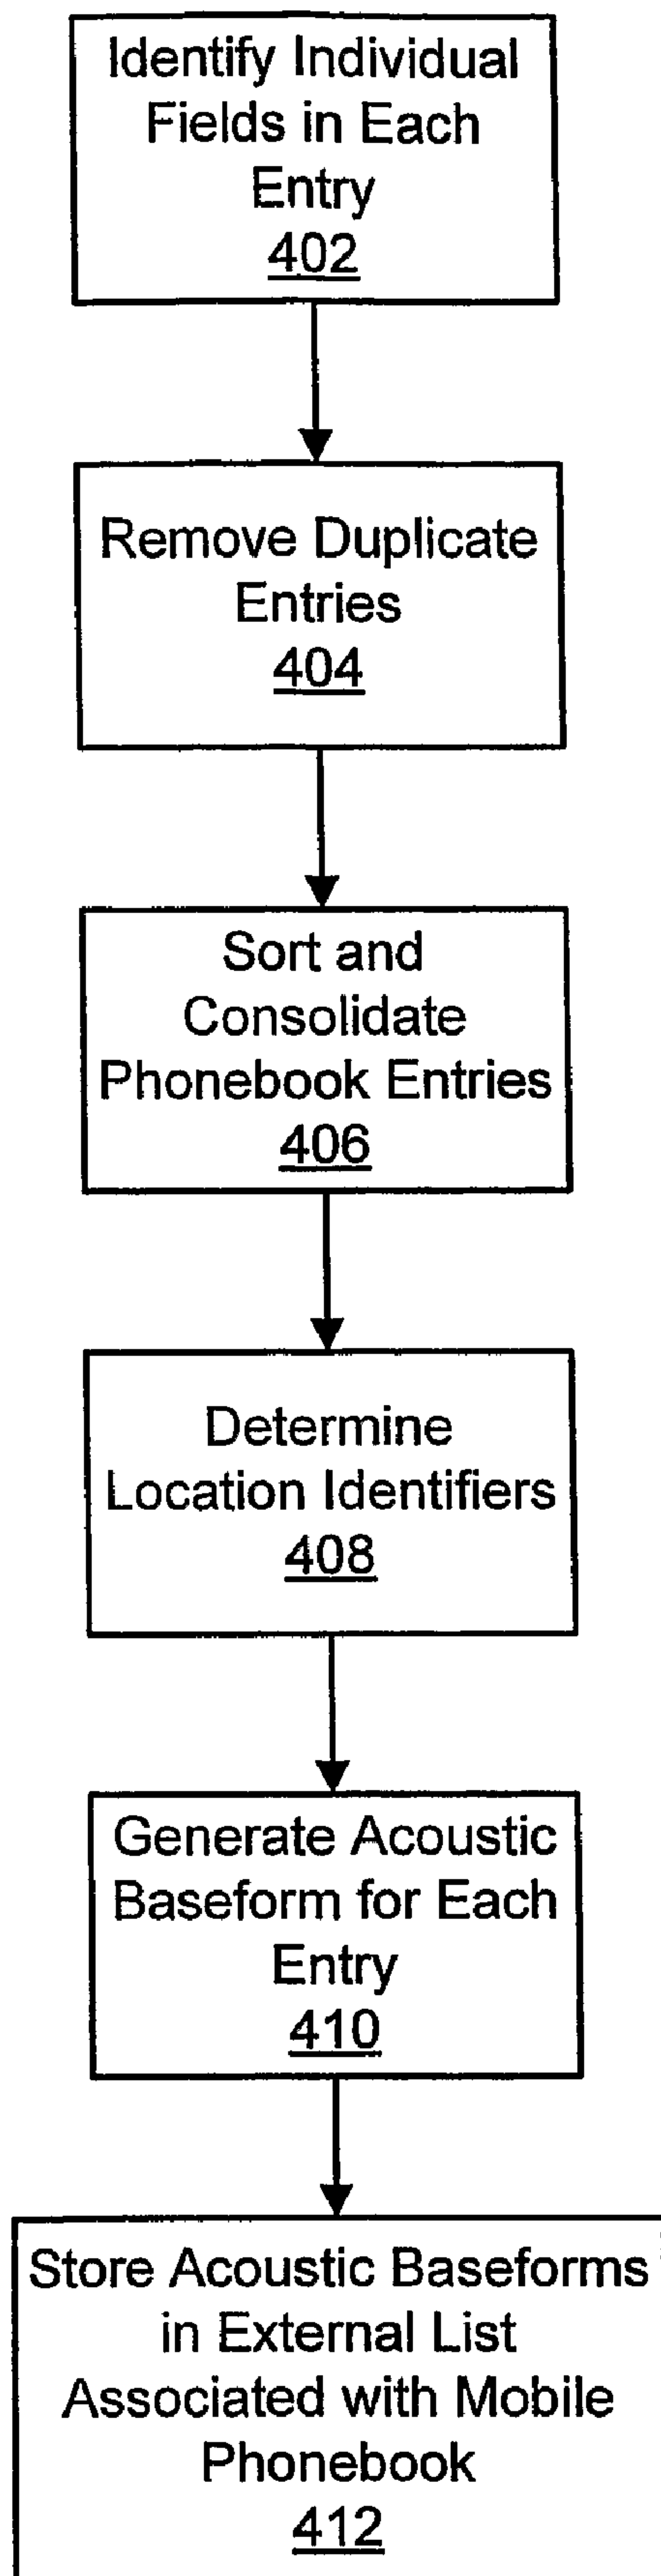 Identify Individual
Fields in Each
Entry
402
Remove Duplicate
Entries
404
Sort and
Consolidate
Phonebook Entries
406
Determine
Location Identifiers
408
Generate Acoustic
Baseform for Each
Entry
410
Store Acoustic Baseforms
in External List
Associated with Mobile
Phonebook
412